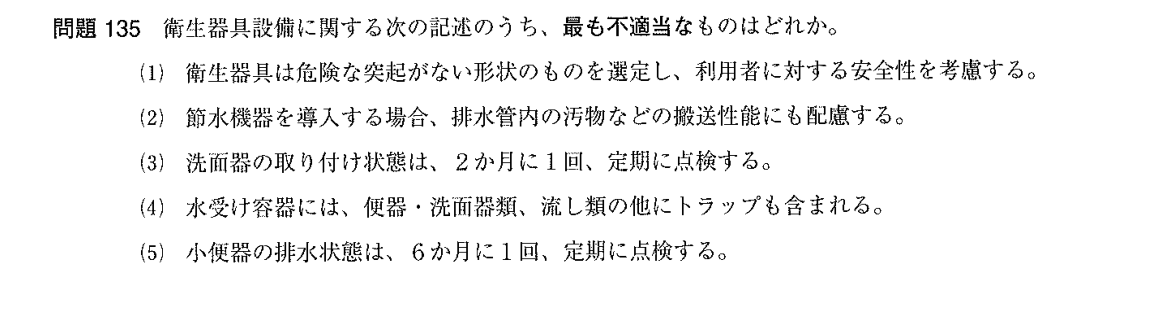 問題 135　衛生器具設備に関する次の記述のうち、最も不適当なものはどれか。
(1)　衛生器具は危険な突起がない形状のものを選定し、利用者に対する安全性を考慮する。
(2)　節水機器を導入する場合、排水管内の汚物などの搬送性能にも配慮する。
(3)　洗面器の取り付け状態は、２か月に１回、定期に点検する。
(4)　水受け容器には、便器・洗面器類、流し類の他にトラップも含まれる。
(5)　小便器の排水状態は、６か月に１回、定期に点検する。